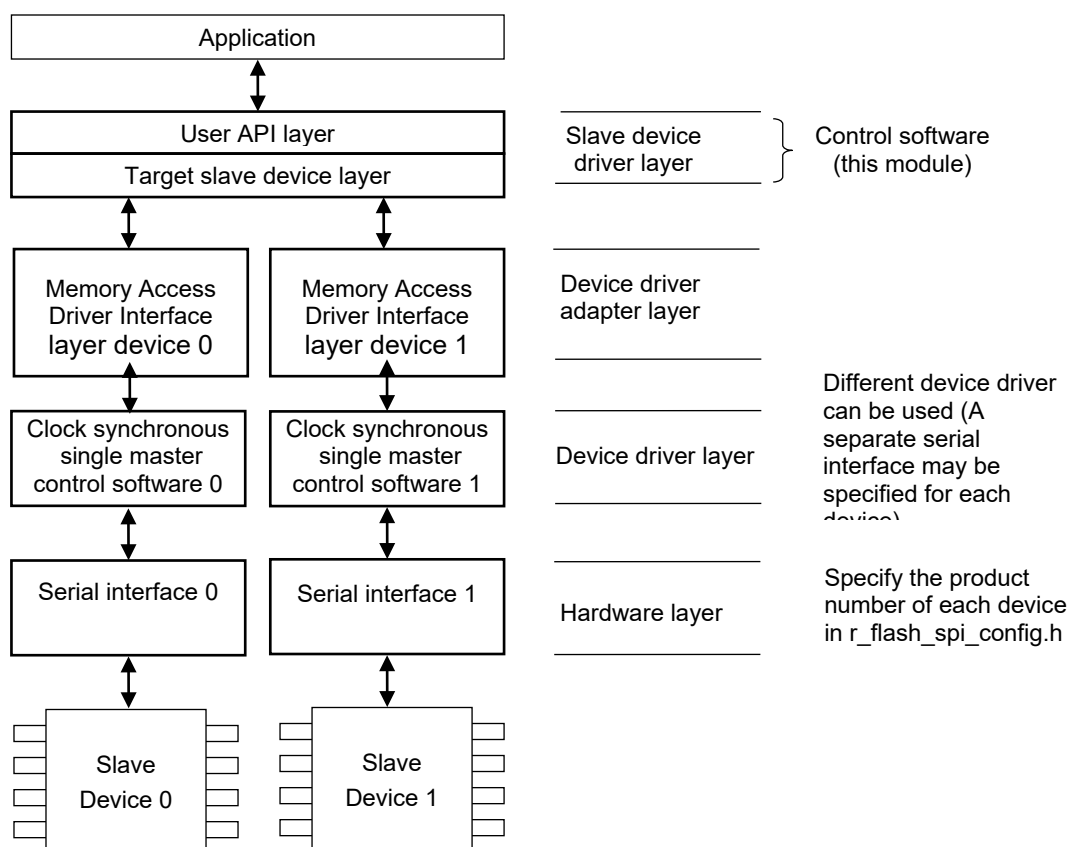 Application
User API layer
Target slave device layer
Slave device
driver layer
Control software
(this module)
Memory Access
Driver Interface
layer device 0
Memory Access
Driver Interface
layer device 1
Device driver
adapter layer
Clock synchronous
single master
control software 0
Clock synchronous
single master
control software 1
Device driver layer
Different device driver
can be used (A
separate serial
interface may be
specified for each
device)
Serial interface 0
Serial interface 1
Hardware layer
Specify the product
number of each device
in r_flash_spi_config.h
Slave
Device 0
Slave
Device 1